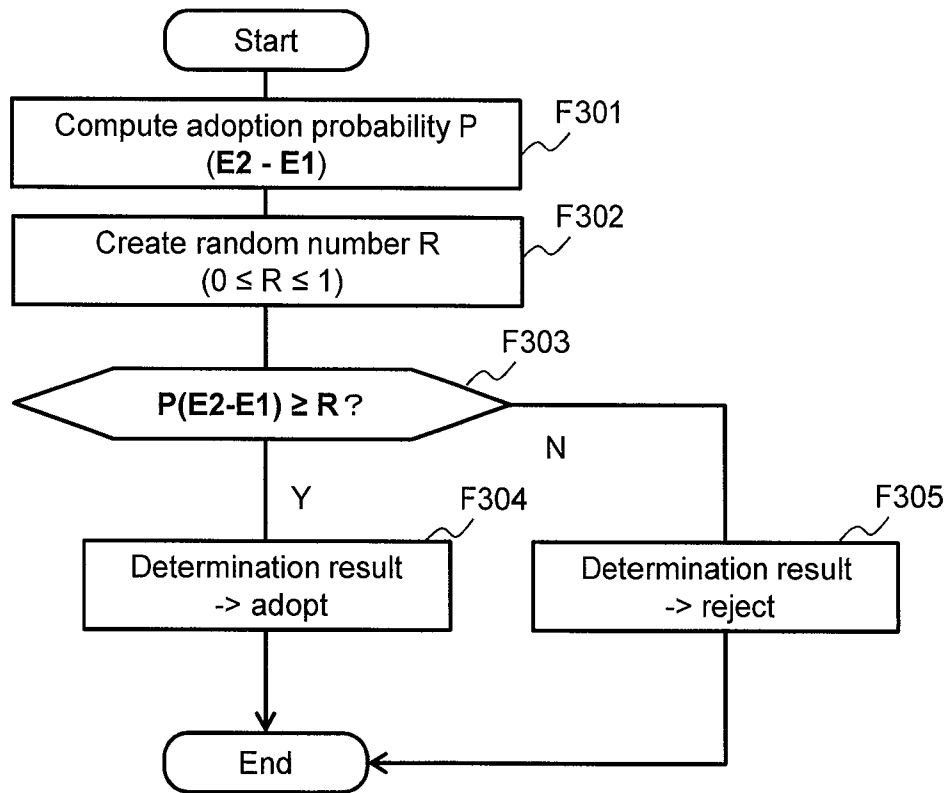 Start
F301
Compute adoption probability P
(E2 - E1)
F302
Create random number R
(0 ≤ R ≤ 1)
F303
P(E2-E1) ≥ R ?
N
Y
F304
F305
Determination result
-> adopt
Determination result
-> reject
End